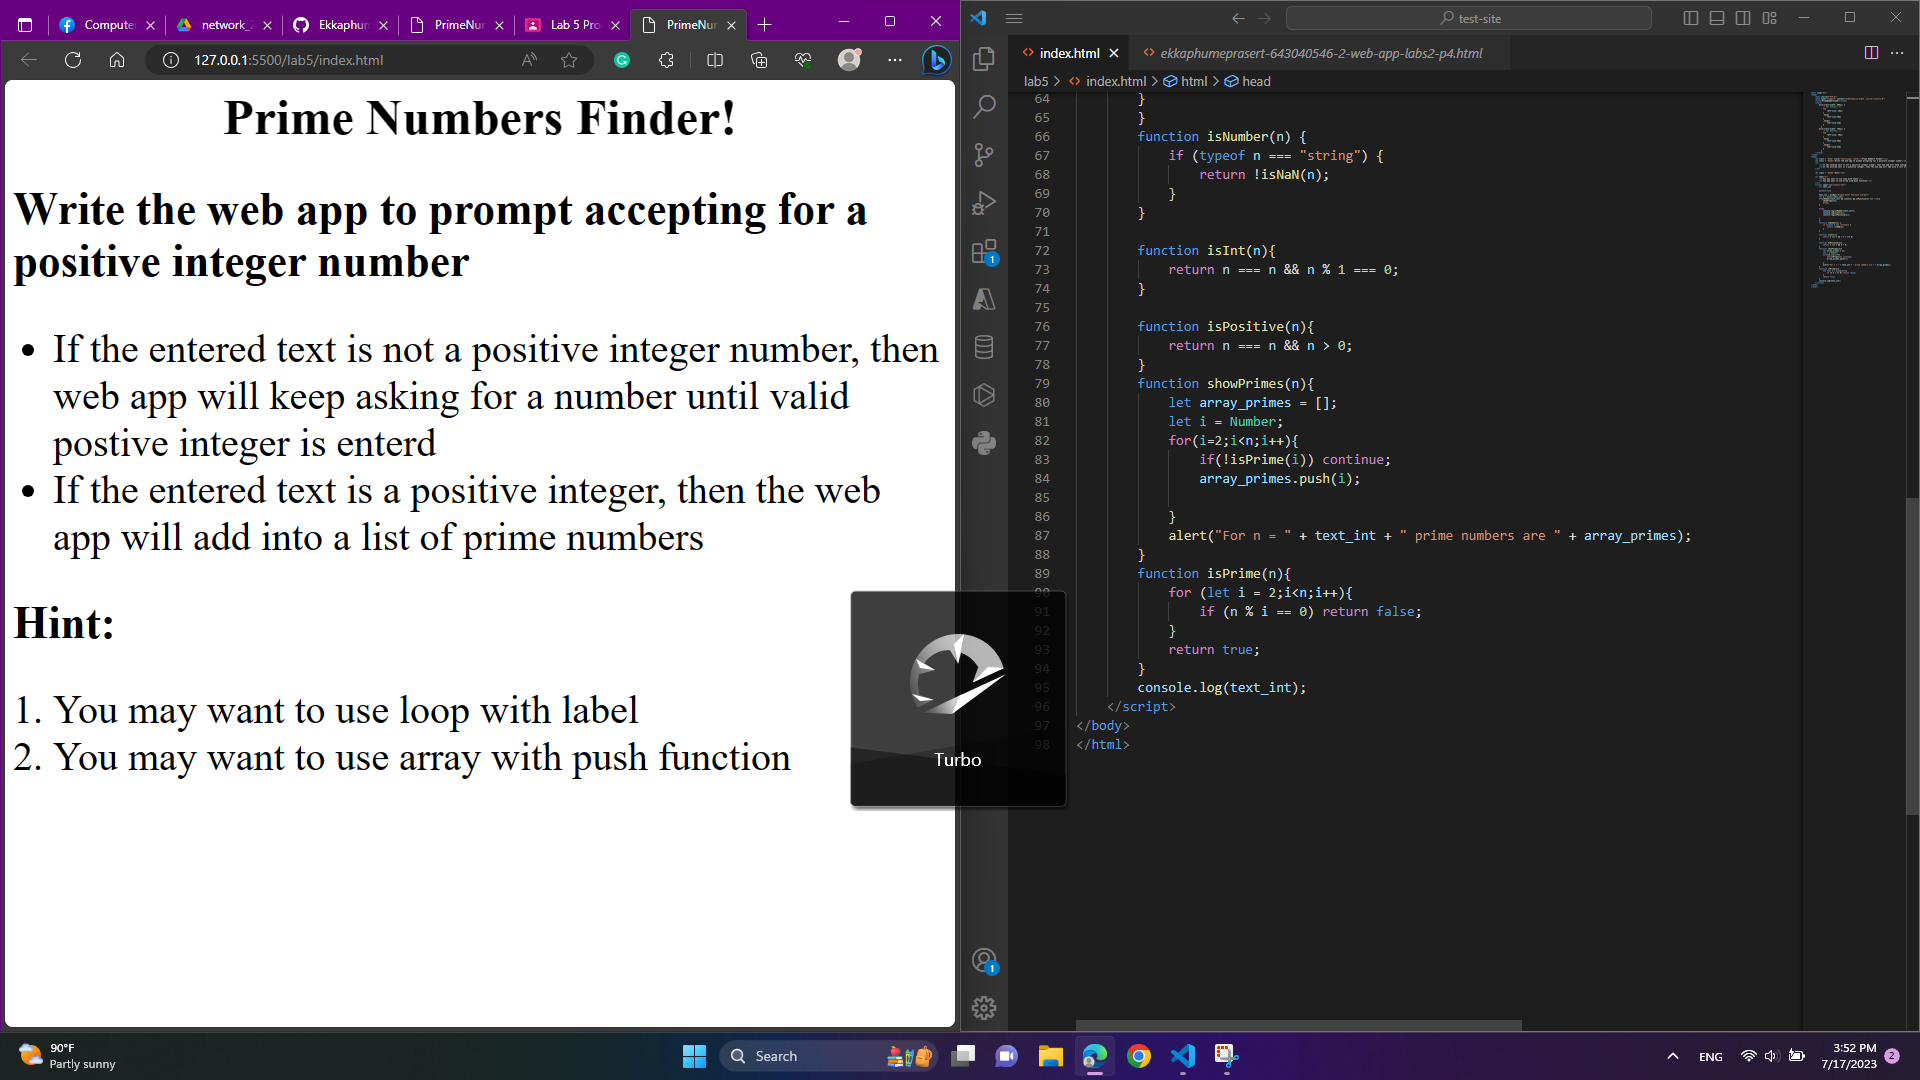 Compute
network_
Ekkaphum
PrimeNum
Lab 5 Pro
PrimeNum
127.0.0.1:5500/lab5/index.html
Prime Numbers Finder!
Write the web app to prompt accepting for a
positive integer number
• If the entered text is not a positive integer number, then
web app will keep asking for a number until valid
postive integer is enterd
• If the entered text is a positive integer, then the web
app will add into a list of prime numbers
Hint:
1. You may want to use loop with label
2. You may want to use array with push function
Turbo
test-site
index.html
ekkaphumeprasert-643040546-2-web-app-labs2-p4.html
lab5 > index.html > html > head
64 }
65 }
66 function isNumber(n) {
67 if (typeof n === "string") {
68 return !isNaN(n);
69 }
70 }
71
72 function isInt(n){
73 return n === n && n % 1 === 0;
74 }
75
76 function isPositive(n){
77 return n === n && n > 0;
78 }
79 function showPrimes(n){
80 let array_primes = [];
81 let i = Number;
82 for(i=2;i<n;i++){
83 if(!isPrime(i)) continue;
84 array_primes.push(i);
85
86 }
87 alert("For n = " + text_int + " prime numbers are " + array_primes);
88 }
89 function isPrime(n){
90 for (let i = 2;i<n;i++){
91 if (n % i == 0) return false;
92 }
93 return true;
94 }
95 console.log(text_int);
96 </script>
97 </body>
98 </html>
1
1
90°F
Partly sunny
Search
ENG
3:52 PM
7/17/2023
2